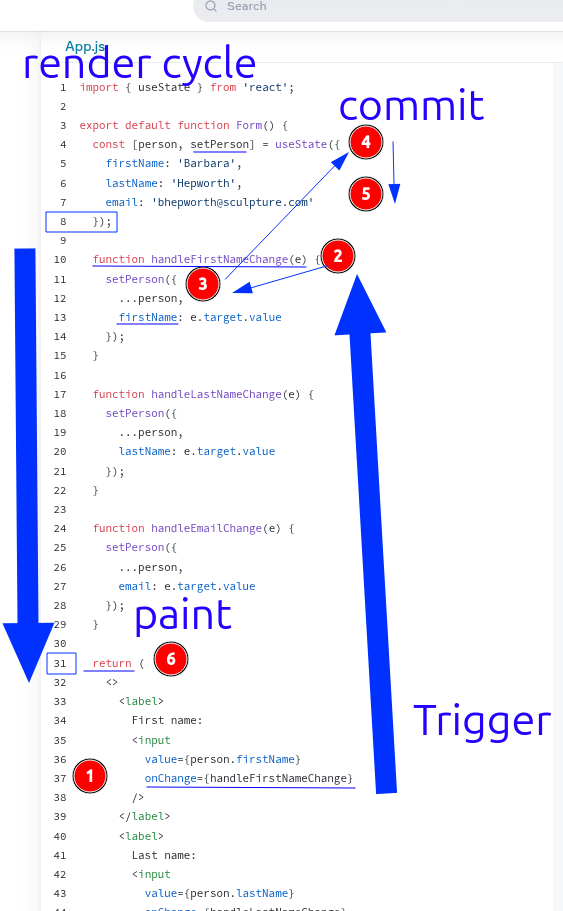 Search
App.js
render cycle
1 import { useState } from 'react';
commit
2
3 export default function Form() {
4 const [person, setPerson] = useState({
4
5 firstName: 'Barbara',
6 lastName: 'Hepworth',
5
7 email: 'bhepworth@sculpture.com'
8 });
9
10 function handleFirstNameChange(e) {
2
11 setPerson({
3
12 ...person,
13 firstName: e.target.value
14 });
15 }
16
17 function handleLastNameChange(e) {
18 setPerson({
19 ...person,
20 lastName: e.target.value
21 });
22 }
23
24 function handleEmailChange(e) {
25 setPerson({
26 ...person,
27 email: e.target.value
28 });
paint
29 }
30
31 return (
6
32 <>
33 <label>
34 First name:
Trigger
35 <input
36 value={person.firstName}
1
37 onChange={handleFirstNameChange}
38 />
39 </label>
40 <label>
41 Last name:
42 <input
43 value={person.lastName}
44 onChange={handleLastNameChange}